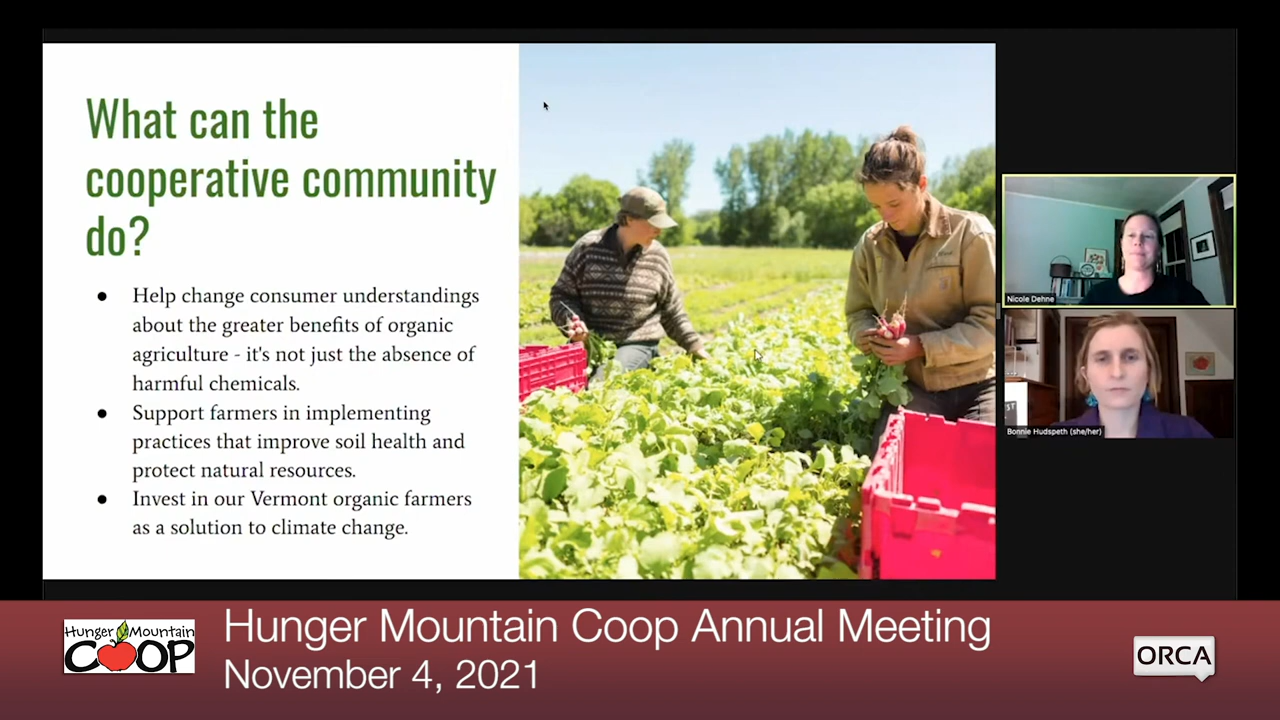 What can the
cooperative community
do?
● Help change consumer understandings
about the greater benefits of organic
agriculture - it's not just the absence of
harmful chemicals.
● Support farmers in implementing
practices that improve soil health and
protect natural resources.
● Invest in our Vermont organic farmers
as a solution to climate change.
Nicole Dehne
Bonnie Hudspeth (she/her)
Hunger Mountain
COOP
Hunger Mountain Coop Annual Meeting
November 4, 2021
ORCA